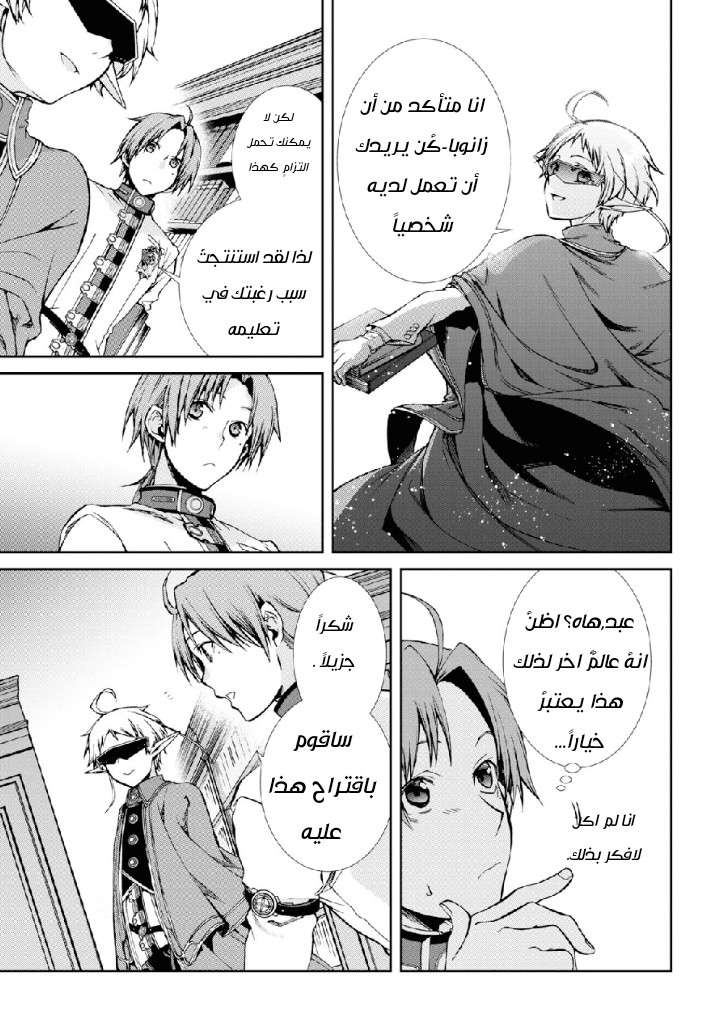 انا متأكد من أن
زانوبا-كُن يريدك
أن تعمل لديه
شخصياً
لكن لا
يمكنك تحمل
التزامٍ كهذا
لذا لقد استنتجتُ
سبب رغبتك في
تعليمه
عبد,هاه؟ اظنُ
انهُ عالمٌ اخر لذلك
هذا يعتبرُ
خياراً...
انا لم اكلُ
لافكر بذلك.
شكراً
جزيلاً .
ساقوم
باقتراح هذا
عليه